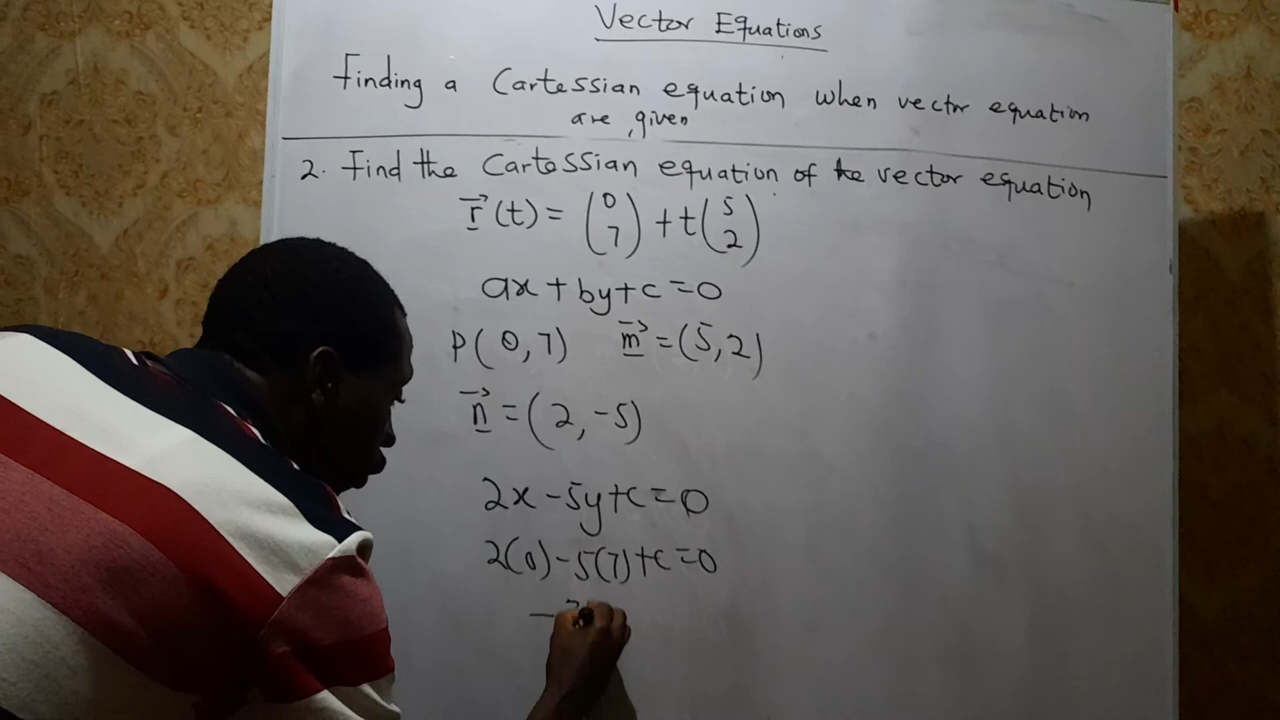 Vector Equations
Finding a Cartessian equation when vector equation
are given
2. Find the Cartessian equation of the vector equation
r⃗(t) = (0 7) + t(5 2)
ax + by + c = 0
P(0,7) m⃗ = (5,2)
n⃗ = (2,-5)
2x - 5y + c = 0
2(0) - 5(7) + c = 0
-